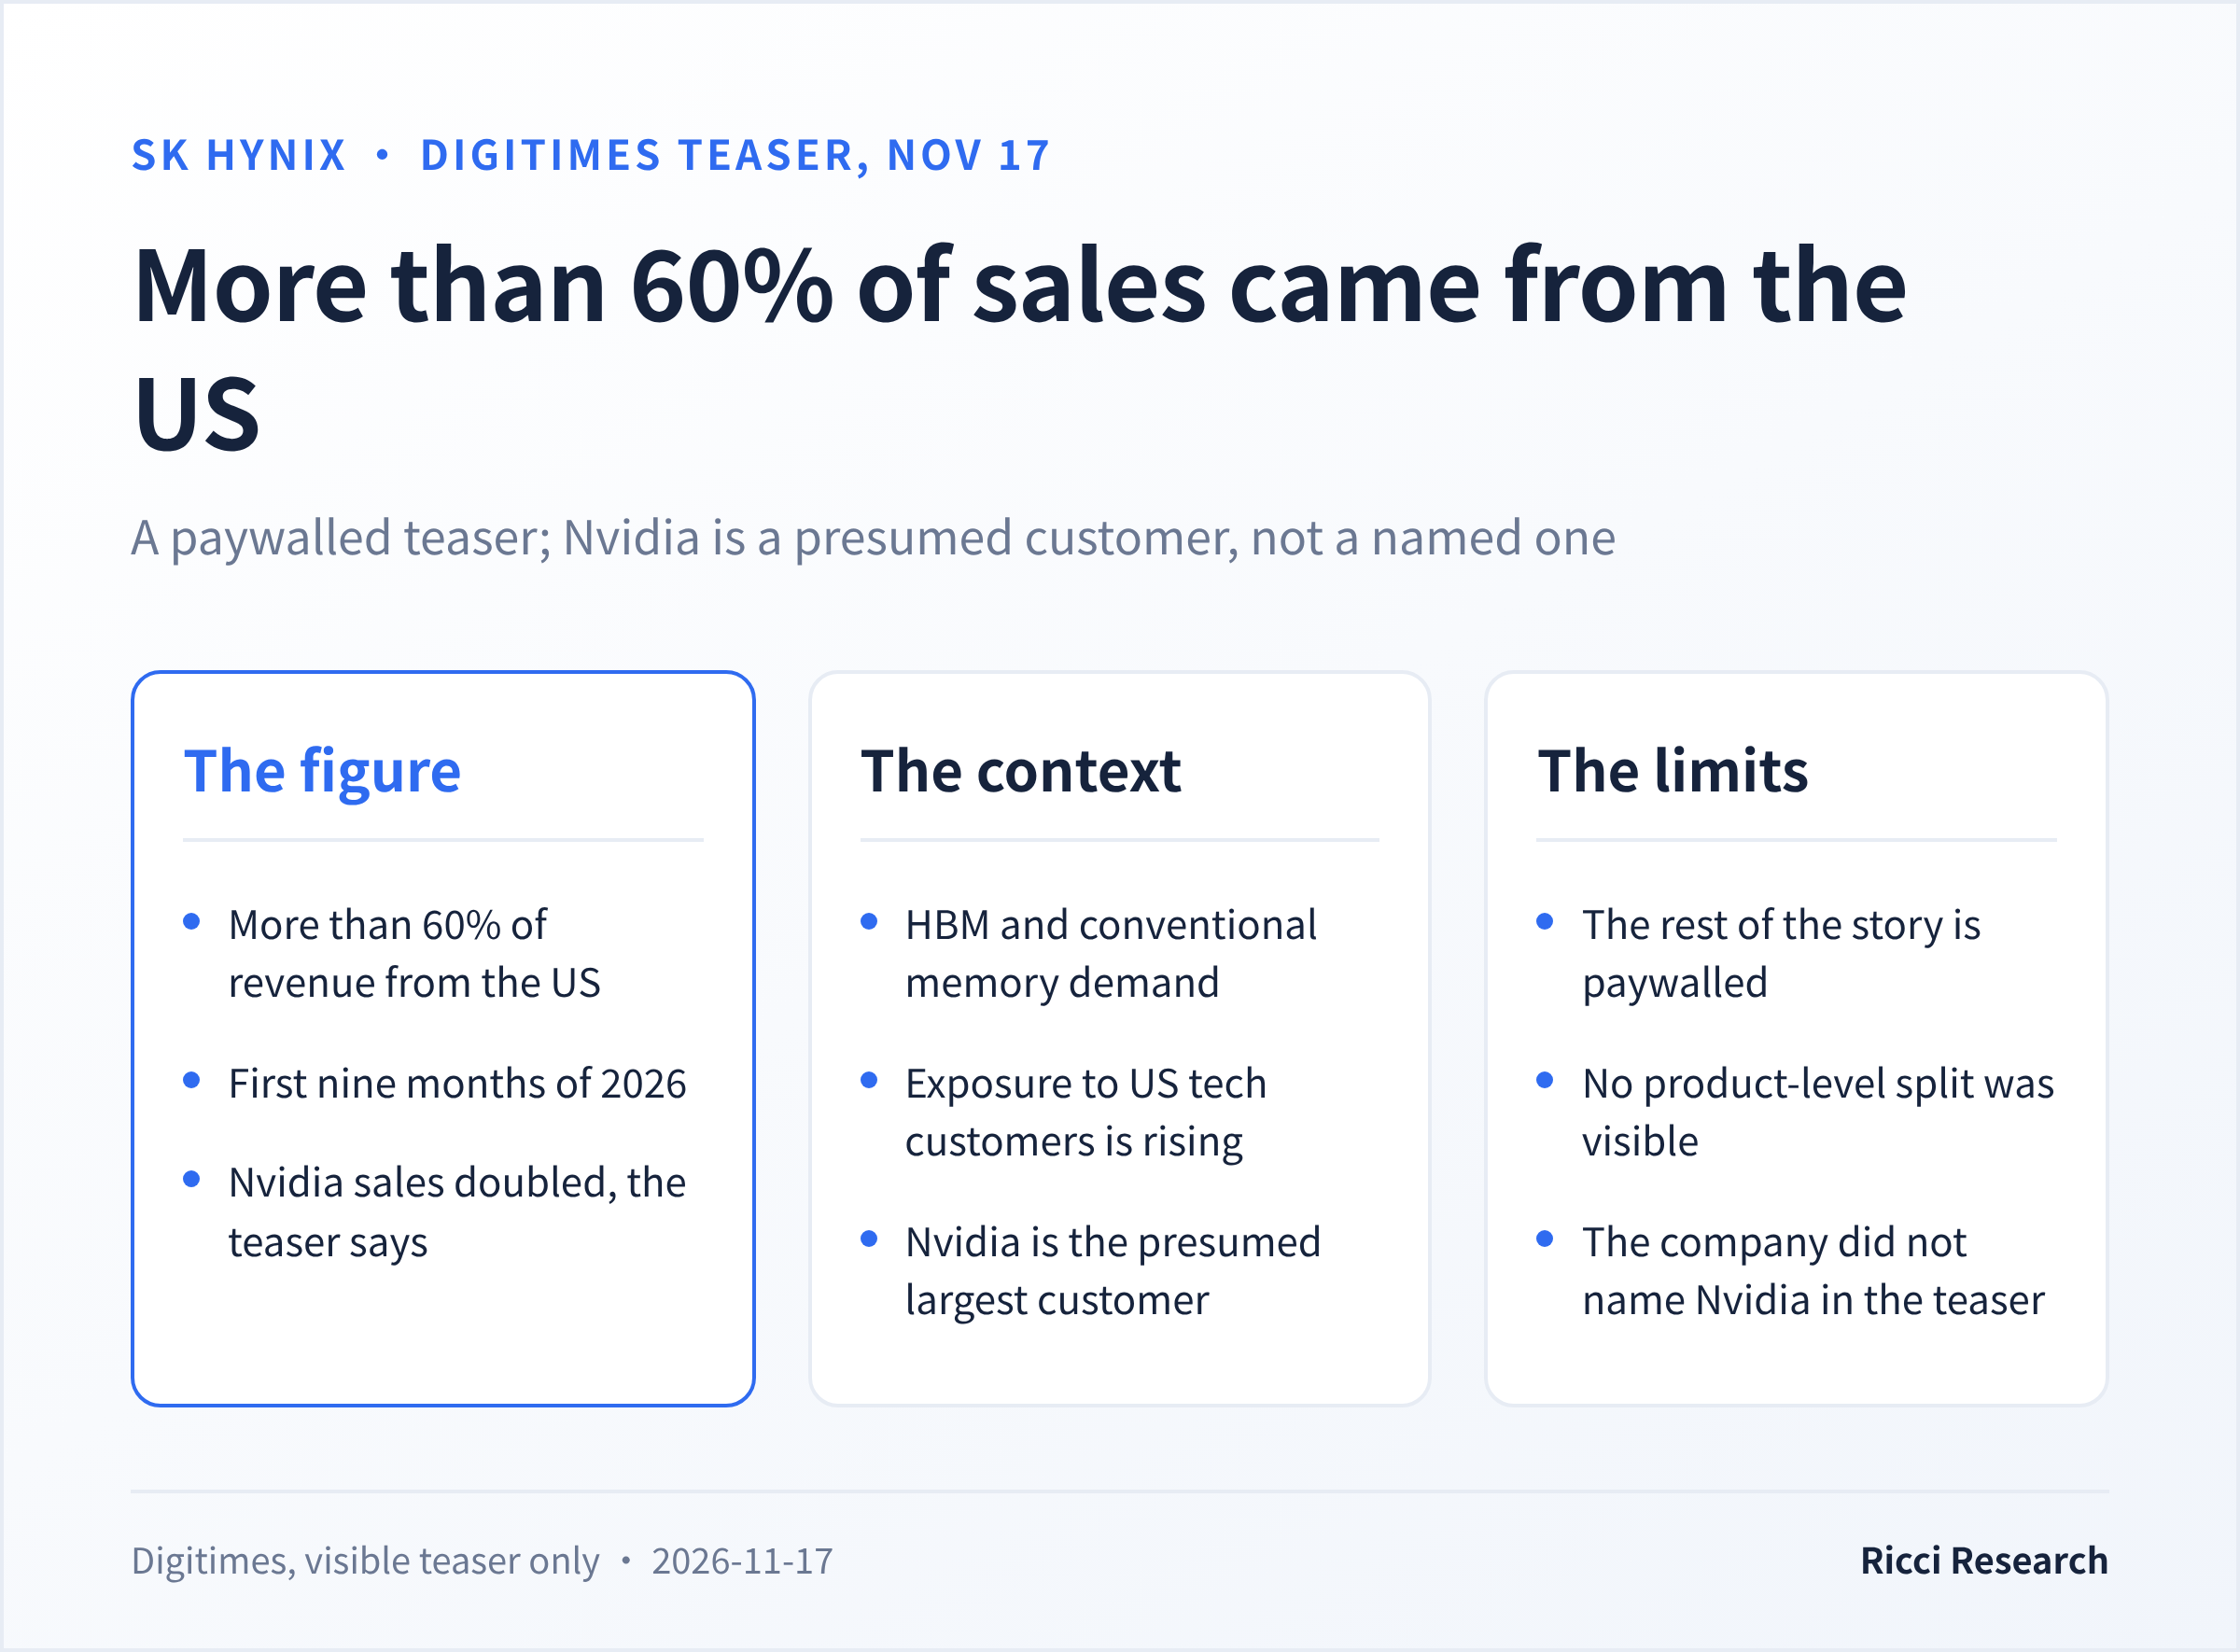 SK HYNIX • DIGITIMES TEASER, NOV 17
More than 60% of sales came from the
US
A paywalled teaser; Nvidia is a presumed customer, not a named one
The figure
• More than 60% of
revenue from the US
• First nine months of 2026
• Nvidia sales doubled, the
teaser says
The context
• HBM and conventional
memory demand
• Exposure to US tech
customers is rising
• Nvidia is the presumed
largest customer
The limits
• The rest of the story is
paywalled
• No product-level split was
visible
• The company did not
name Nvidia in the teaser
Digitimes, visible teaser only • 2026-11-17
Ricci Research